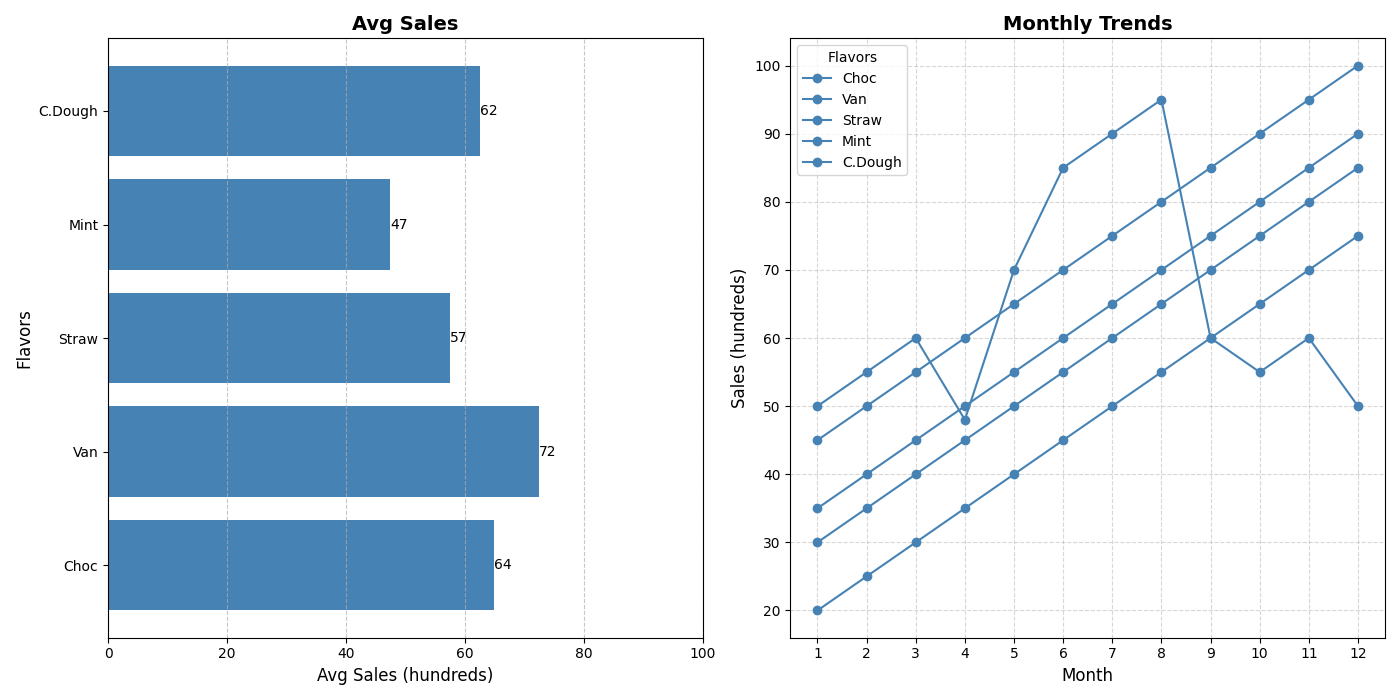 Avg Sales
Flavors
C.Dough
Mint
Straw
Van
Choc
62
47
57
72
64
0 20 40 60 80 100
Avg Sales (hundreds)
Monthly Trends
Sales (hundreds)
100
90
80
70
60
50
40
30
20
Flavors
Choc
Van
Straw
Mint
C.Dough
1 2 3 4 5 6 7 8 9 10 11 12
Month